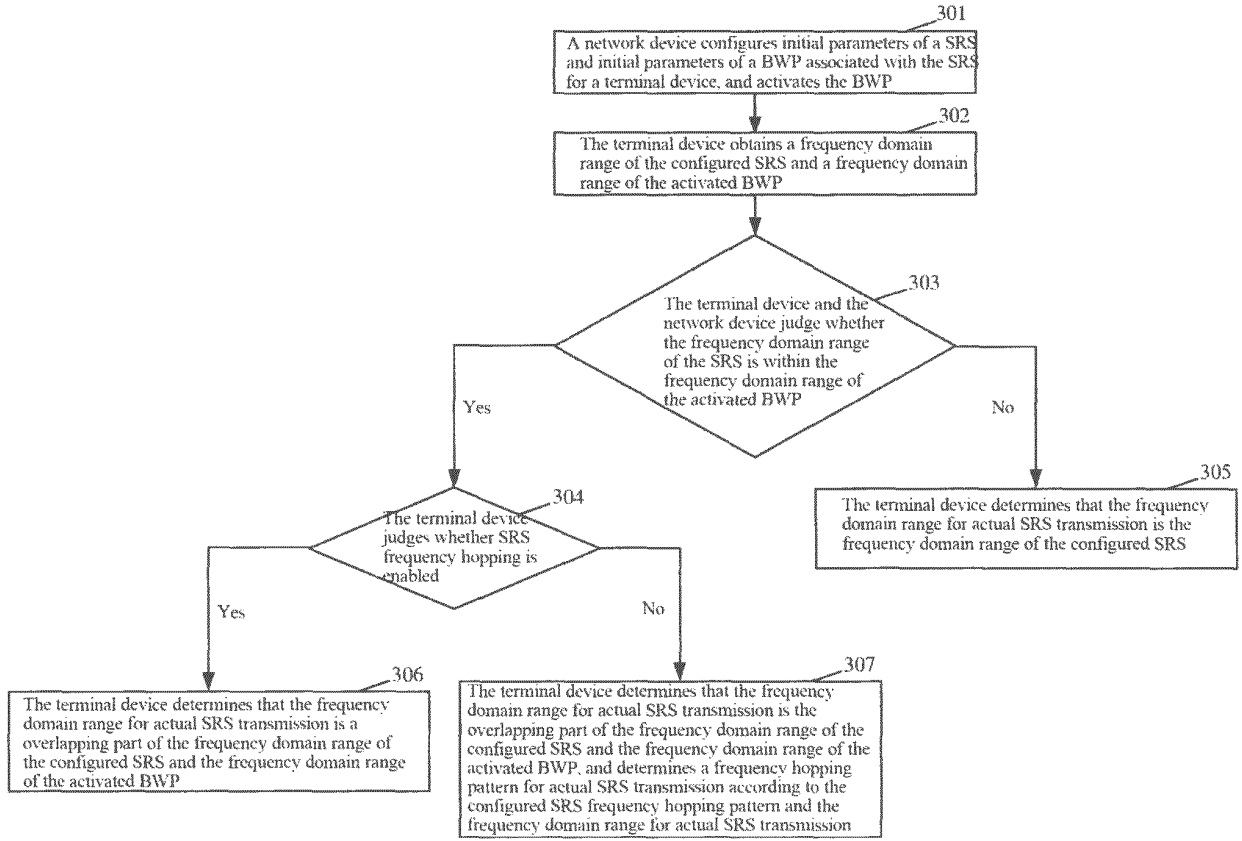 301
A network device configures initial parameters of a SRS
and initial parameters of a BWP associated with the SRS
for a terminal device, and activates the BWP
302
The terminal device obtains a frequency domain
range of the configured SRS and a frequency domain
range of the activated BWP
303
The terminal device and the
network device judge whether
the frequency domain range
of the SRS is within the
frequency domain range of
the activated BWP
Yes
No
304
The terminal device
judges whether SRS
frequency hopping is
enabled
305
The terminal device determines that the frequency
domain range for actual SRS transmission is the
frequency domain range of the configured SRS
Yes
No
306
The terminal device determines that the frequency
domain range for actual SRS transmission is a
overlapping part of the frequency domain range of
the configured SRS and the frequency domain range
of the activated BWP
307
The terminal device determines that the frequency
domain range for actual SRS transmission is the
overlapping part of the frequency domain range of the
configured SRS and the frequency domain range of the
activated BWP, and determines a frequency hopping
pattern for actual SRS transmission according to the
configured SRS frequency hopping pattern and the
frequency domain range for actual SRS transmission